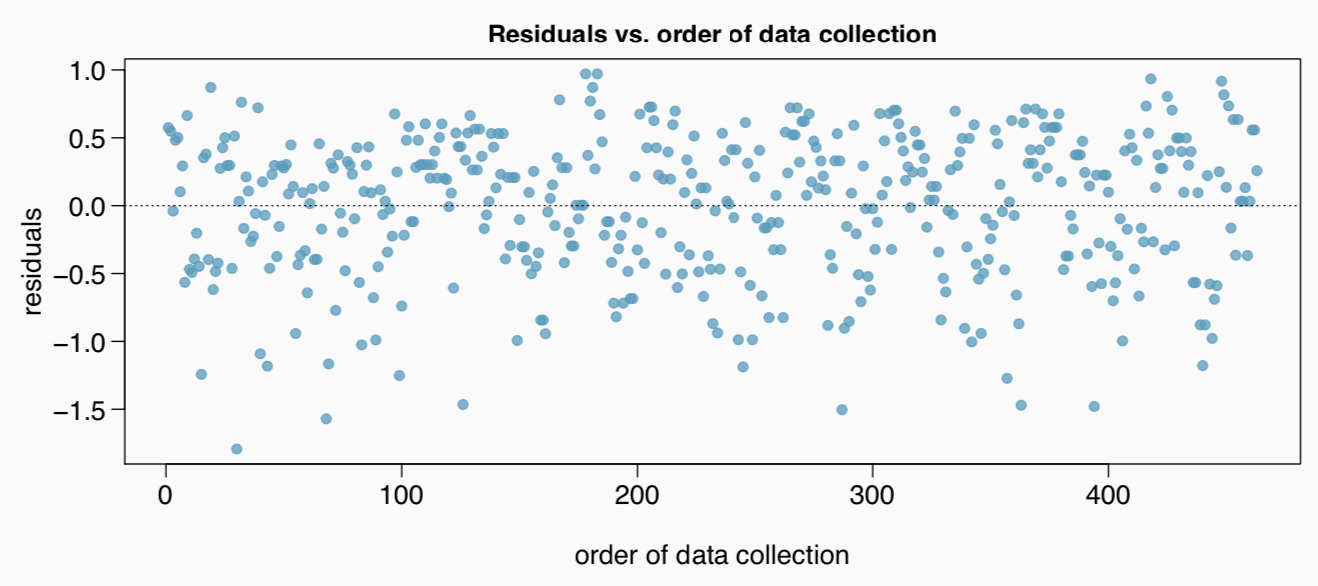 Residuals vs. order of data collection
1.0
0.5
0.0
−0.5
−1.0
−1.5
residuals
0 100 200 300 400
order of data collection